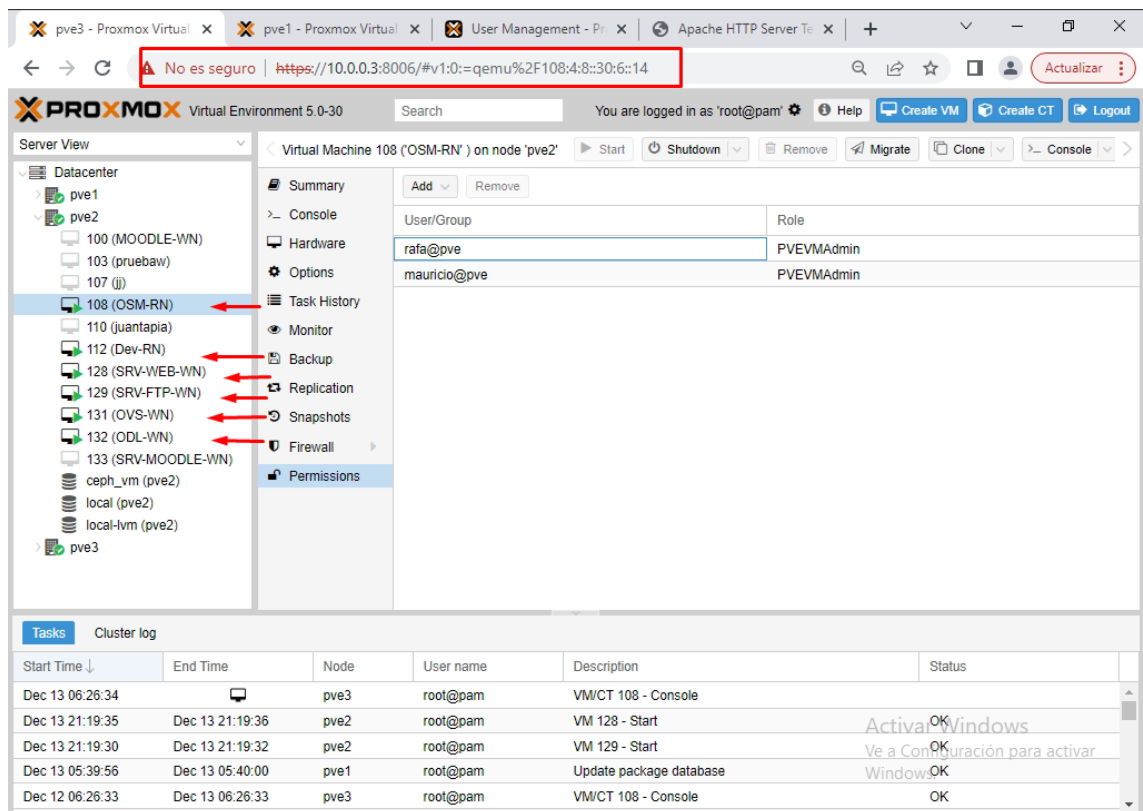 pve3 - Proxmox Virtual
pve1 - Proxmox Virtual
User Management - Pr
Apache HTTP Server Te
No es seguro | https://10.0.0.3:8006/#v1:0:=qemu%2F108:4:8::30:6::14
Actualizar
PROXMOX Virtual Environment 5.0-30
Search
You are logged in as 'root@pam'
Help
Create VM
Create CT
Logout
Server View
Virtual Machine 108 ('OSM-RN' ) on node 'pve2'
Start
Shutdown
Remove
Migrate
Clone
Console
Datacenter
pve1
pve2
100 (MOODLE-WN)
103 (pruebaw)
107 (jj)
108 (OSM-RN)
110 (juantapia)
112 (Dev-RN)
128 (SRV-WEB-WN)
129 (SRV-FTP-WN)
131 (OVS-WN)
132 (ODL-WN)
133 (SRV-MOODLE-WN)
ceph_vm (pve2)
local (pve2)
local-lvm (pve2)
pve3
Summary
Console
Hardware
Options
Task History
Monitor
Backup
Replication
Snapshots
Firewall
Permissions
Add
Remove
User/Group Role
rafa@pve PVEVMAdmin
mauricio@pve PVEVMAdmin
Tasks
Cluster log
Start Time End Time Node User name Description Status
Dec 13 06:26:34 pve3 root@pam VM/CT 108 - Console
Dec 13 21:19:35 Dec 13 21:19:36 pve2 root@pam VM 128 - Start OK
Dec 13 21:19:30 Dec 13 21:19:32 pve2 root@pam VM 129 - Start OK
Dec 13 05:39:56 Dec 13 05:40:00 pve1 root@pam Update package database OK
Dec 12 06:26:33 Dec 13 06:26:33 pve3 root@pam VM/CT 108 - Console OK
Activar Windows
Ve a Configuración para activar
Windows.